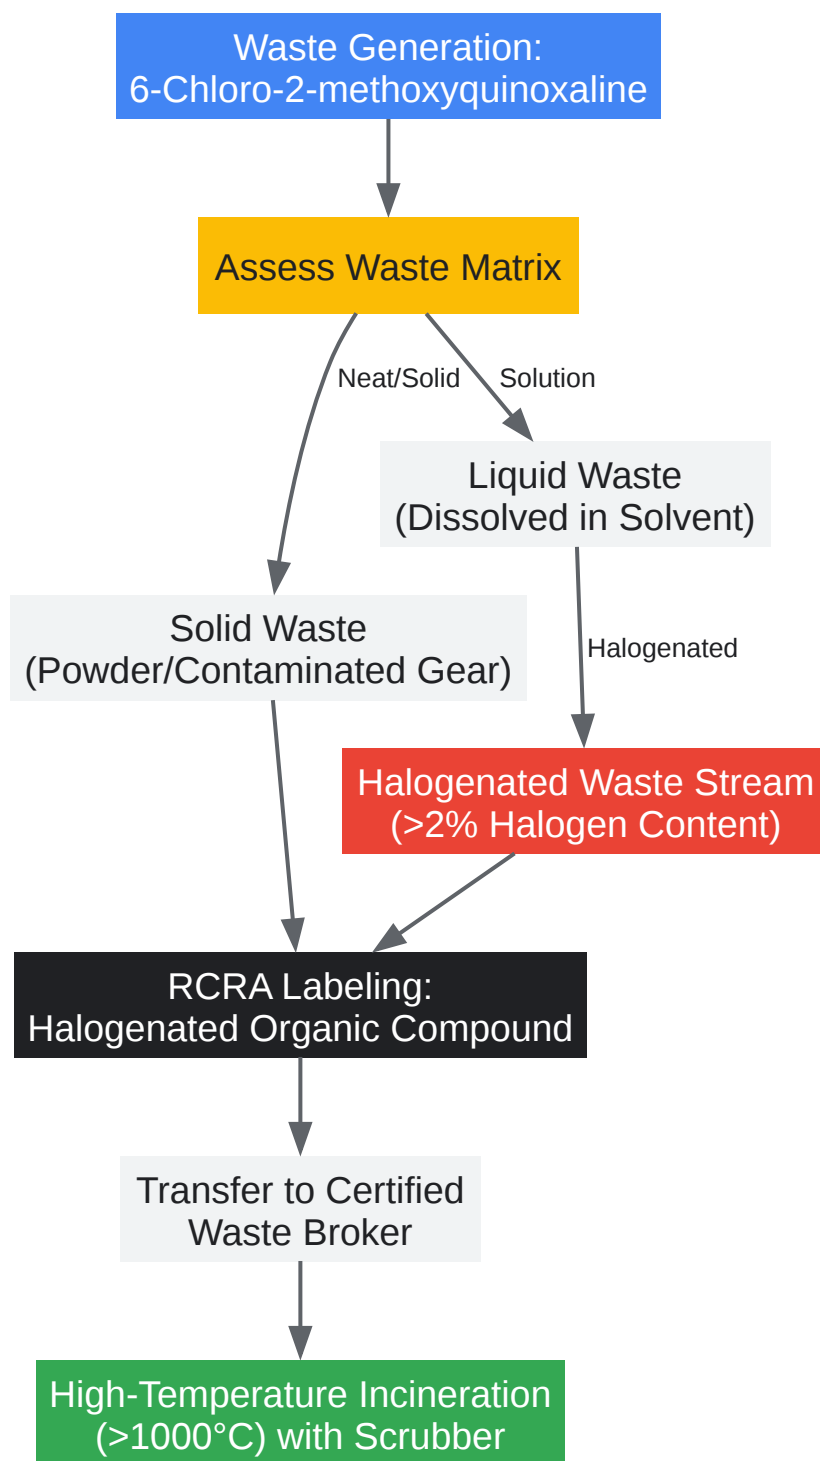 Waste Generation:
6-Chloro-2-methoxyquinoxaline
Assess Waste Matrix
Neat/Solid
Solution
Liquid Waste
(Dissolved in Solvent)
Solid Waste
(Powder/Contaminated Gear)
Halogenated
Halogenated Waste Stream
(>2% Halogen Content)
RCRA Labeling:
Halogenated Organic Compound
Transfer to Certified
Waste Broker
High-Temperature Incineration
(>1000°C) with Scrubber